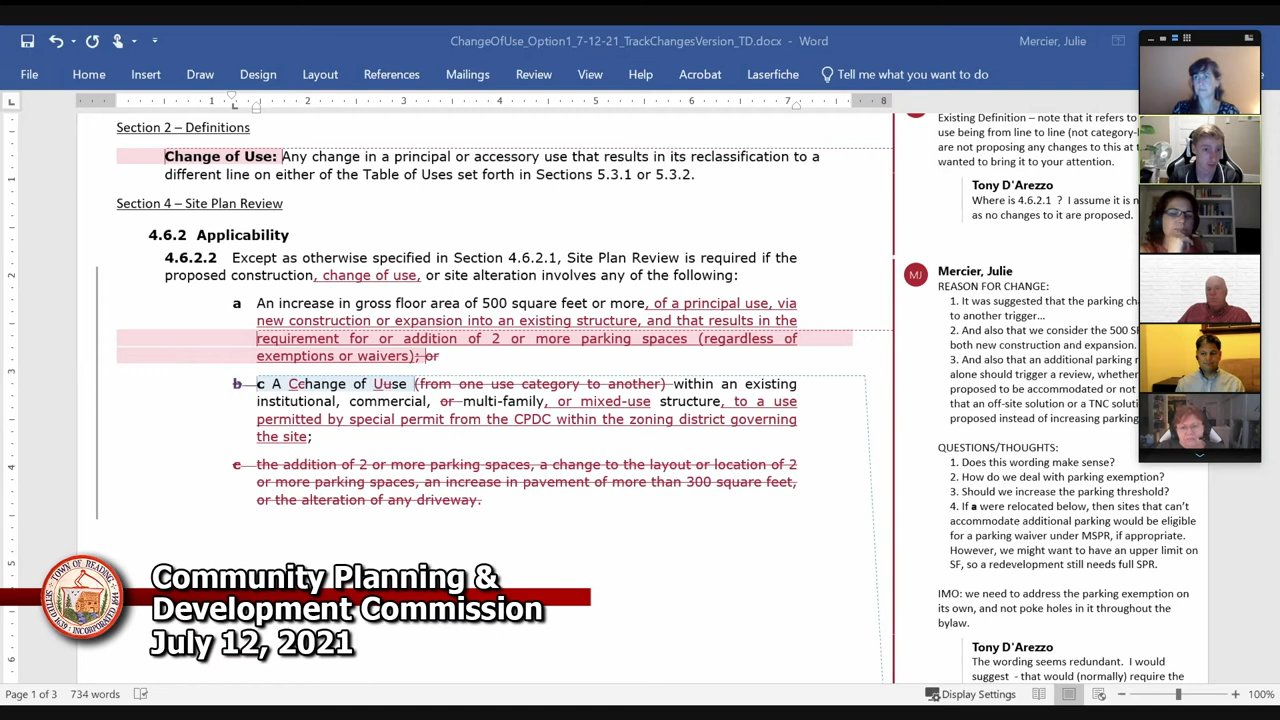 ChangeOfUse_Option1_7-12-21_TrackChangesVersion_TD.docx - Word
Mercier, Julie
File Home Insert Draw Design Layout References Mailings Review View Help Acrobat Laserfiche Tell me what you want to do
1 2 3 4 5 6 7 8
Section 2 – Definitions
Change of Use: Any change in a principal or accessory use that results in its reclassification to a
different line on either of the Table of Uses set forth in Sections 5.3.1 or 5.3.2.
Section 4 – Site Plan Review
4.6.2 Applicability
4.6.2.2 Except as otherwise specified in Section 4.6.2.1, Site Plan Review is required if the
proposed construction, change of use, or site alteration involves any of the following:
a An increase in gross floor area of 500 square feet or more, of a principal use, via
new construction or expansion into an existing structure, and that results in the
requirement for or addition of 2 or more parking spaces (regardless of
exemptions or waivers); or
b c A Cchange of Uuse (from one use category to another) within an existing
institutional, commercial, or multi-family, or mixed-use structure, to a use
permitted by special permit from the CPDC within the zoning district governing
the site;
c the addition of 2 or more parking spaces, a change to the layout or location of 2
or more parking spaces, an increase in pavement of more than 300 square feet,
or the alteration of any driveway.
Existing Definition – note that it refers to
use being from line to line (not category-
are not proposing any changes to this at
wanted to bring it to your attention.
Tony D'Arezzo
Where is 4.6.2.1 ? I assume it is
as no changes to it are proposed.
MJ
Mercier, Julie
REASON FOR CHANGE:
1. It was suggested that the parking
to another trigger...
2. And also that we consider the 500
both new construction and expansion.
3. And also that an additional parking
alone should trigger a review, whether
proposed to be accommodated or not
that an off-site solution or a TNC
proposed instead of increasing parking
QUESTIONS/THOUGHTS:
1. Does this wording make sense?
2. How do we deal with parking exemption?
3. Should we increase the parking threshold?
4. If a were relocated below, then sites that can't
accommodate additional parking would be eligible
for a parking waiver under MSPR, if appropriate.
However, we might want to have an upper limit on
SF, so a redevelopment still needs full SPR.
IMO: we need to address the parking exemption on
its own, and not poke holes in it throughout the
bylaw.
Tony D'Arezzo
The wording seems redundant. I would
suggest - that would (normally) require the
TOWN OF READING
Community Planning &
Development Commission
July 12, 2021
Page 1 of 3 734 words
Display Settings
100%